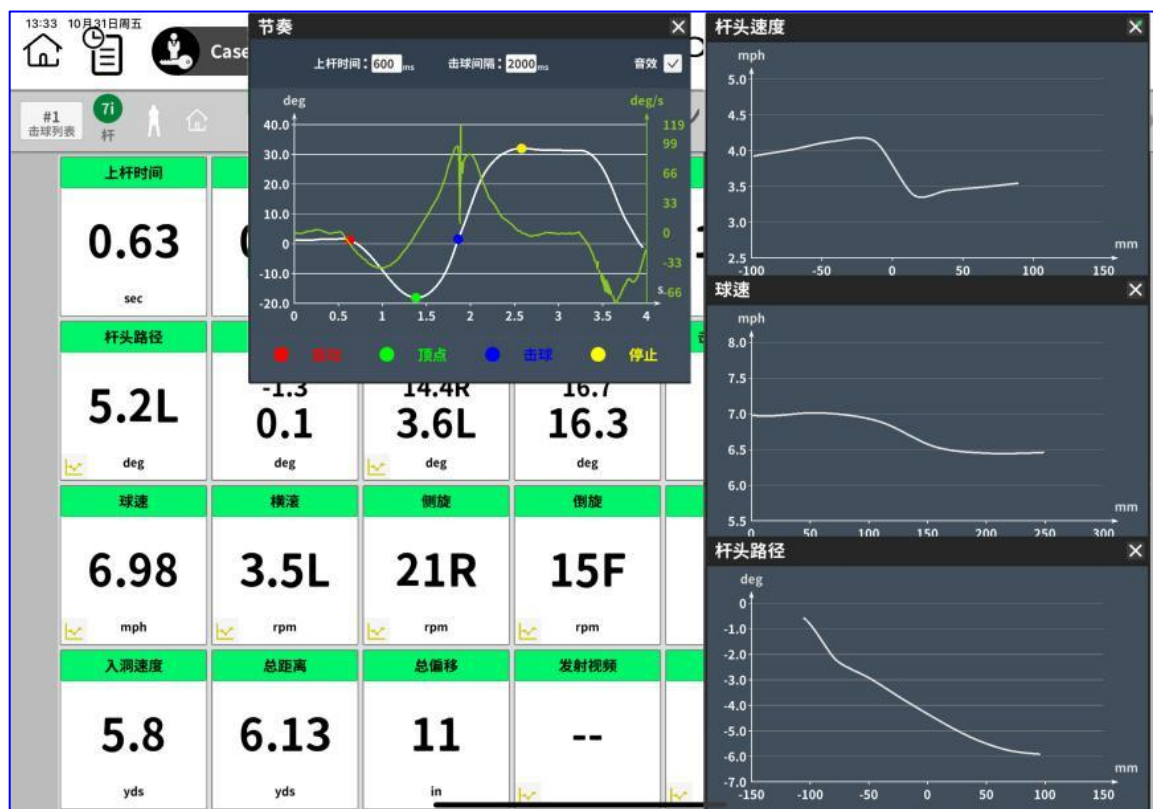 13:33 10月31日周五
Case
#1
击球列表
7i
杆
节奏
上杆时间：600 ms 击球间隔：2000 ms 音效
deg deg/s
40.0 119
30.0 99
20.0 66
10.0 33
0 0
-10.0 -33
-20.0 -66
s
0 0.5 1 1.5 2 2.5 3 3.5 4
顶点 击球 停止
杆头速度
mph
5.0
4.5
4.0
3.5
3.0
2.5
mm
-100 -50 0 50 100 150
球速
mph
8.0
7.5
7.0
6.5
6.0
5.5
mm
0 50 100 150 200 250 300
杆头路径
deg
0
-1.0
-2.0
-3.0
-4.0
-5.0
-6.0
-7.0
mm
-150 -100 -50 0 50 100 150
上杆时间
0.63
sec
杆头路径
5.2L -1.3 14.4R 16.7
0.1 3.6L 16.3
deg deg deg deg
球速 横滚 侧旋 倒旋
6.98 3.5L 21R 15F
mph rpm rpm rpm
入洞速度 总距离 总偏移 发射视频
5.8 6.13 11 --
yds yds in